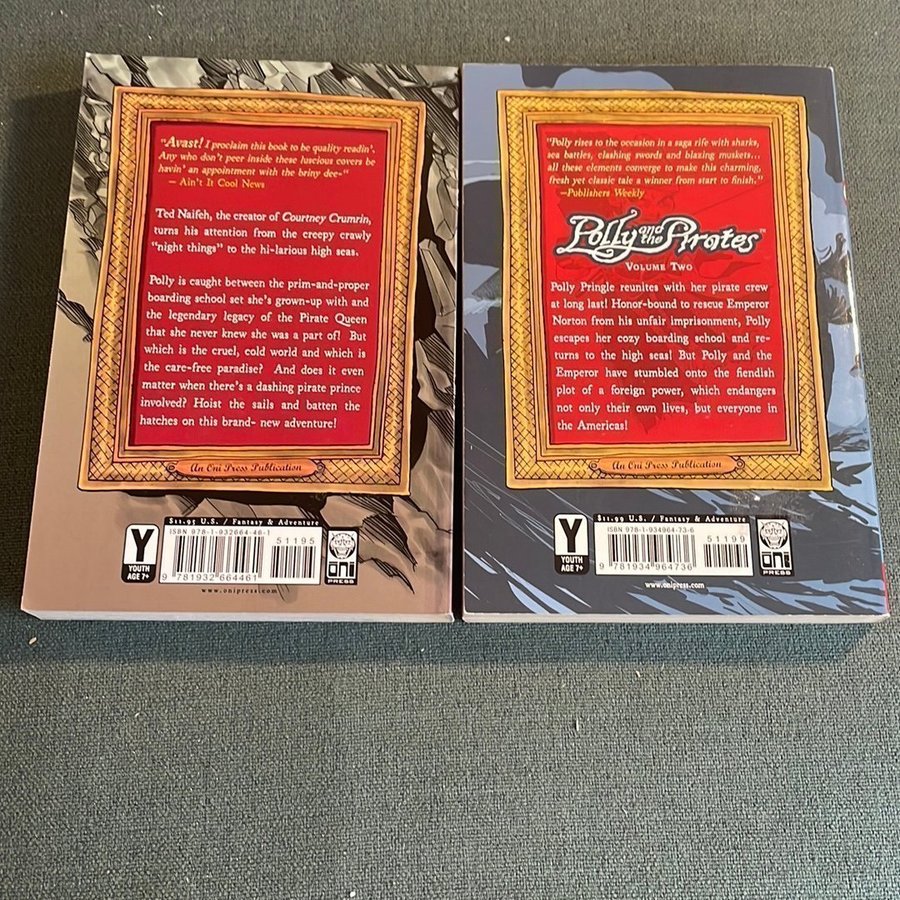 "Avast! I proclaim this book to be quality readin'.
Any who don't peer inside these luscious covers be
havin' an appointment with the briny dee-"
— Ain't It Cool News
Ted Naifeh, the creator of Courtney Crumrin,
turns his attention from the creepy crawly
"night things" to the hi-larious high seas.
Polly is caught between the prim-and-proper
boarding school set she's grown-up with and
the legendary legacy of the Pirate Queen
that she never knew she was a part of! But
which is the cruel, cold world and which is
the care-free paradise? And does it even
matter when there's a dashing pirate prince
involved? Hoist the sails and batten the
hatches on this brand- new adventure!
An Oni Press Publication
Y
YOUTH
AGE 7+
$11.95 U.S. / Fantasy & Adventure
ISBN 978-1-932664-46-1
51195
9 781932 664461
oni
PRESS
www.onipress.com
"Polly rises to the occasion in a saga rife with sharks,
sea battles, clashing swords and blazing muskets...
all these elements converge to make this charming,
fresh yet classic tale a winner from start to finish."
—Publishers Weekly
Polly and the Pirates™
VOLUME TWO
Polly Pringle reunites with her pirate crew
at long last! Honor-bound to rescue Emperor
Norton from his unfair imprisonment, Polly
escapes her cozy boarding school and re-
turns to the high seas! But Polly and the
Emperor have stumbled onto the fiendish
plot of a foreign power, which endangers
not only their own lives, but everyone in
the Americas!
An Oni Press Publication
Y
YOUTH
AGE 7+
$11.99 U.S. / Fantasy & Adventure
ISBN 978-1-934964-73-6
51199
9 781934 964736
oni
PRESS
www.onipress.com